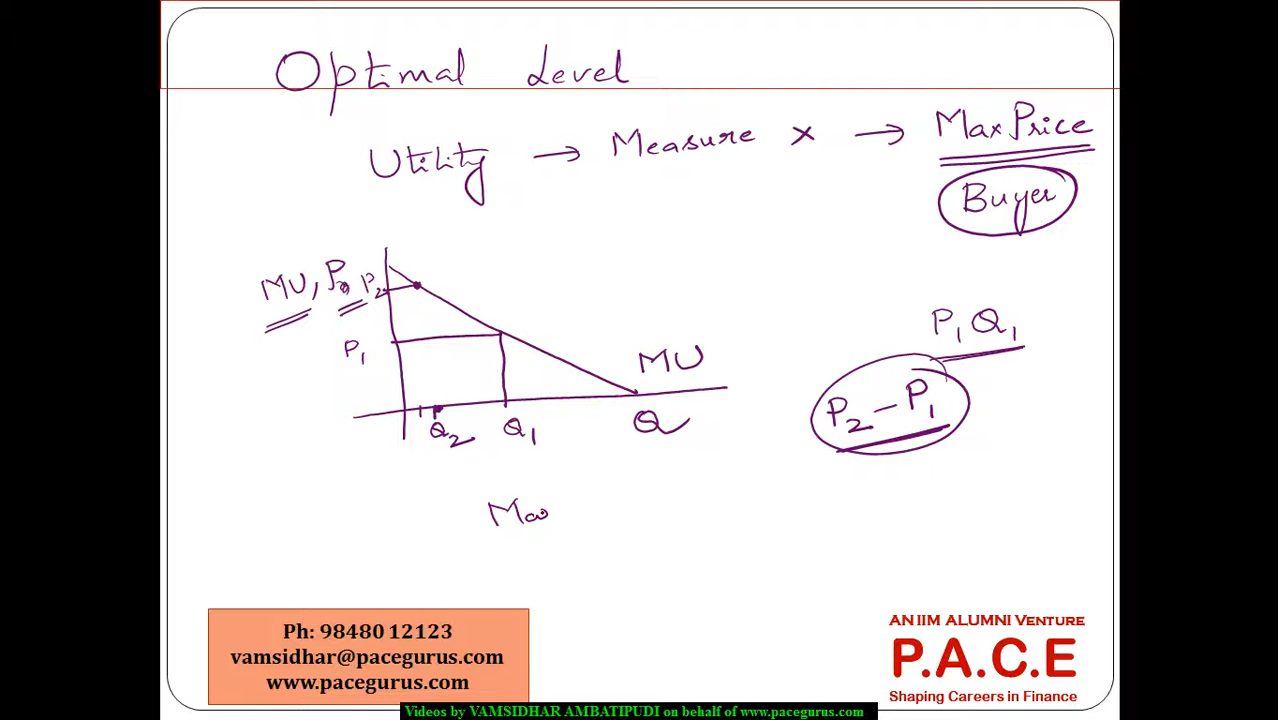 Optimal Level
Utility → Measure × → Max Price
Buyer
MU, P P2
P1
MU
Q2 Q1 Q
P1 Q1
P2 − P1
Ph: 98480 12123
vamsidhar@pacegurus.com
www.pacegurus.com
AN IIM ALUMNI VENTURE
P.A.C.E
Shaping Careers in Finance
Videos by VAMSIDHAR AMBATIPUDI on behalf of www.pacegurus.com